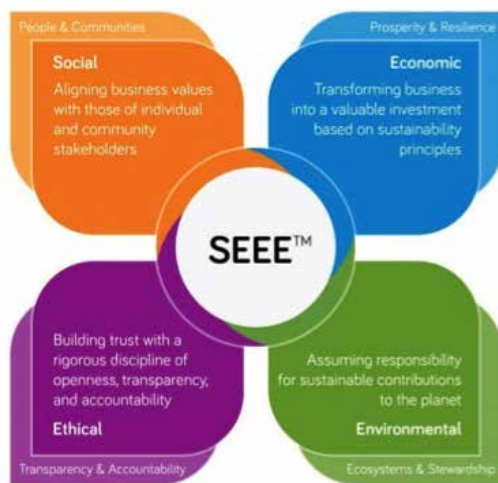 People & Communities
Social
Aligning business values
with those of individual
and community
stakeholders
Prosperity & Resilience
Economic
Transforming business
into a valuable investment
based on sustainability
principles
SEEE™
Building trust with a
rigorous discipline of
openness, transparency,
and accountability
Ethical
Transparency & Accountability
Assuming responsibility
for sustainable contributions
to the planet
Environmental
Ecosystems & Stewardship